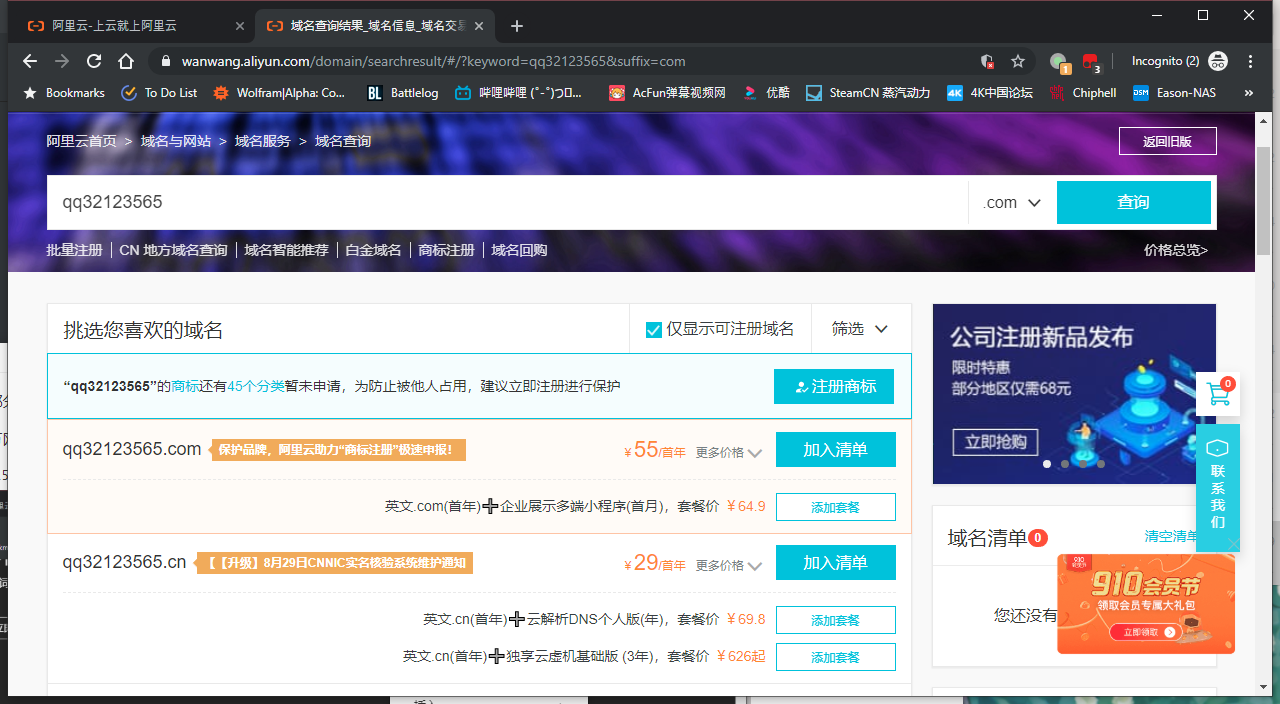 阿里云-上云就上阿里云
域名查询结果_域名信息_域名交易
wanwang.aliyun.com/domain/searchresult/#/?keyword=qq32123565&suffix=com
1
3
Incognito (2)
Bookmarks
To Do List
Wolfram|Alpha: Co...
BL Battlelog
哔哩哔哩 (゜-゜)つロ...
AcFun弹幕视频网
优酷
SteamCN 蒸汽动力
4K 4K中国论坛
Chiphell
DSM Eason-NAS
»
阿里云首页 > 域名与网站 > 域名服务 > 域名查询
返回旧版
qq32123565
.com
查询
批量注册 | CN 地方域名查询 | 域名智能推荐 | 白金域名 | 商标注册 | 域名回购
价格总览>
挑选您喜欢的域名
仅显示可注册域名
筛选
“qq32123565”的商标还有45个分类暂未申请，为防止被他人占用，建议立即注册进行保护
注册商标
qq32123565.com
保护品牌，阿里云助力“商标注册”极速申报！
¥55/首年
更多价格
加入清单
英文.com(首年)➕企业展示多端小程序(首月)，套餐价 ¥64.9
添加套餐
qq32123565.cn
【【升级】8月29日CNNIC实名核验系统维护通知
¥29/首年
更多价格
加入清单
英文.cn(首年)➕云解析DNS个人版(年)，套餐价 ¥69.8
添加套餐
英文.cn(首年)➕独享云虚机基础版 (3年)，套餐价 ¥626起
添加套餐
公司注册新品发布
限时特惠
部分地区仅需68元
立即抢购
0
联系我们
域名清单0
清空清单
您还没有
910会员节
领取会员专属大礼包
立即领取